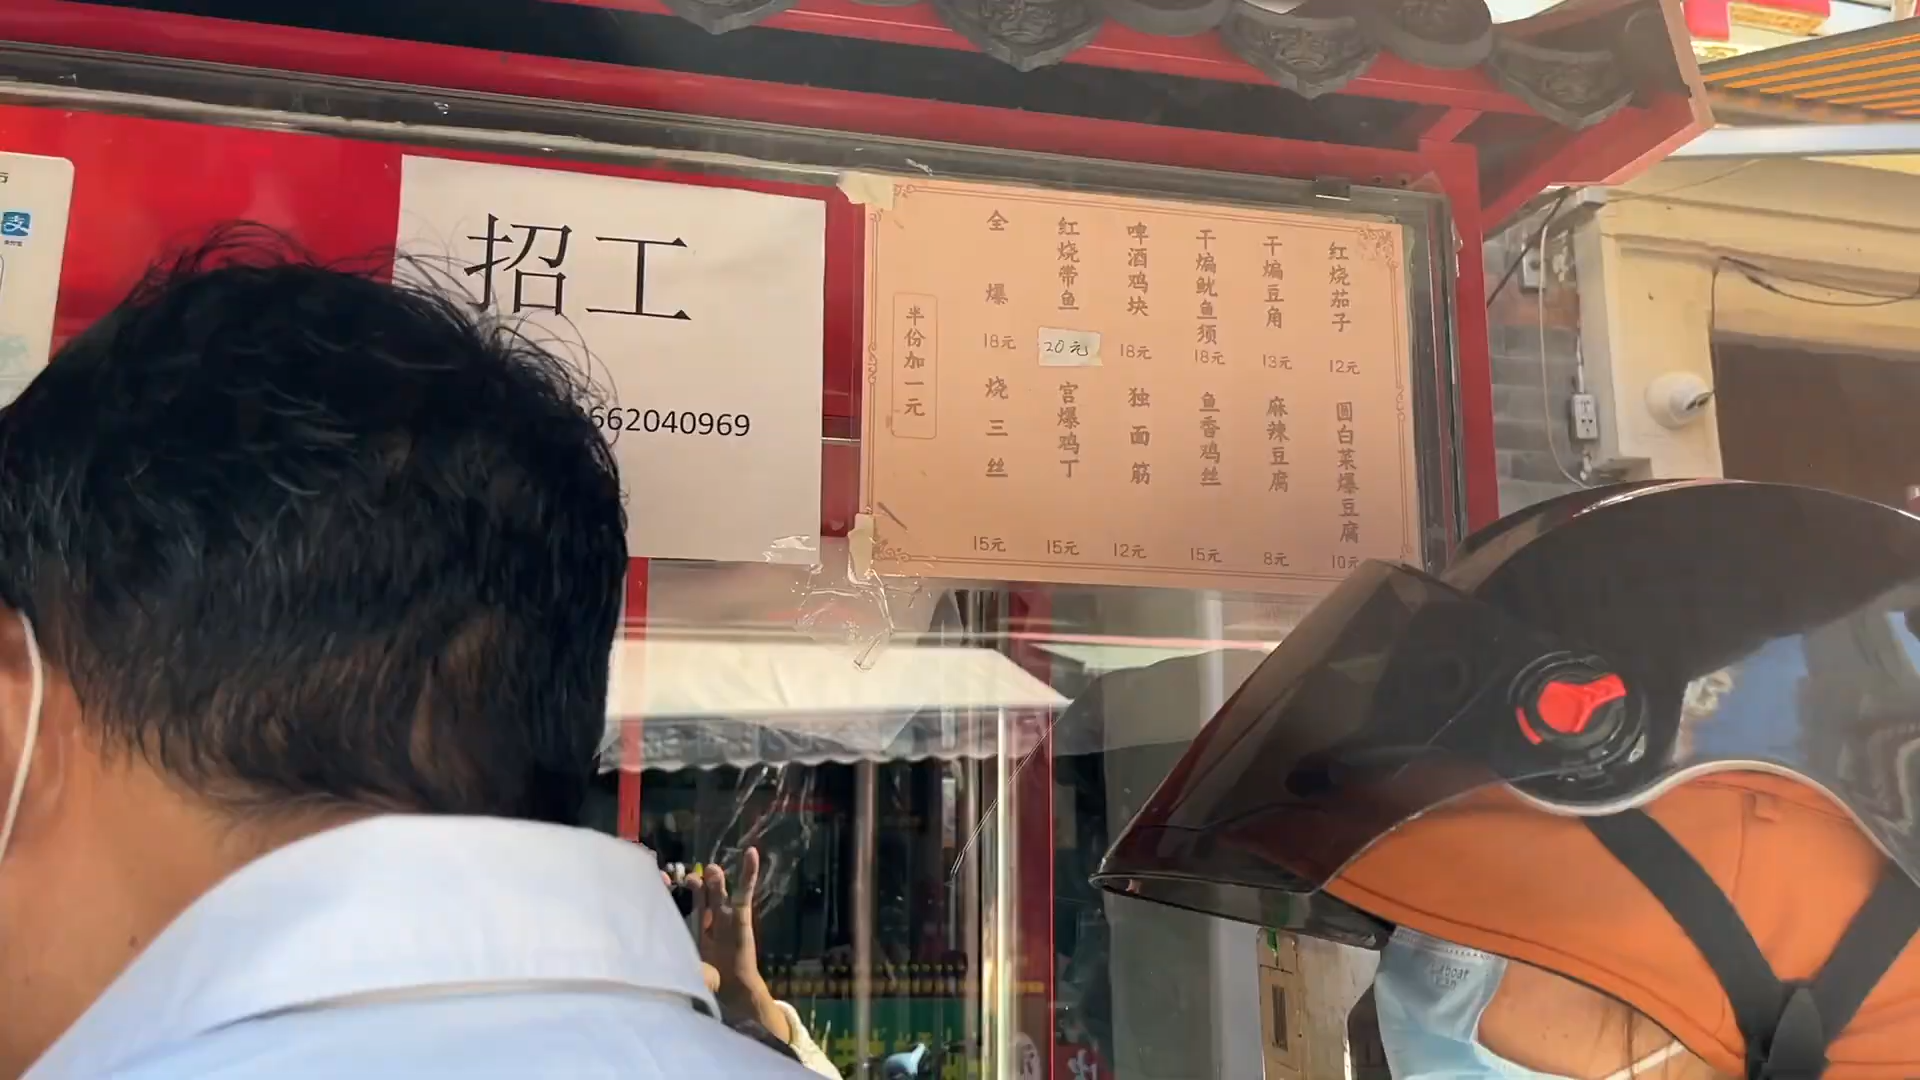 招工
662040969
红烧茄子 12元
干煸豆角 13元
干煸鱿鱼须 18元
啤酒鸡块 18元
红烧带鱼 20元
全爆 18元
圆白菜爆豆腐 10元
麻辣豆腐 8元
鱼香鸡丝 15元
独面筋 12元
宫爆鸡丁 15元
烧三丝 15元
半份加一元